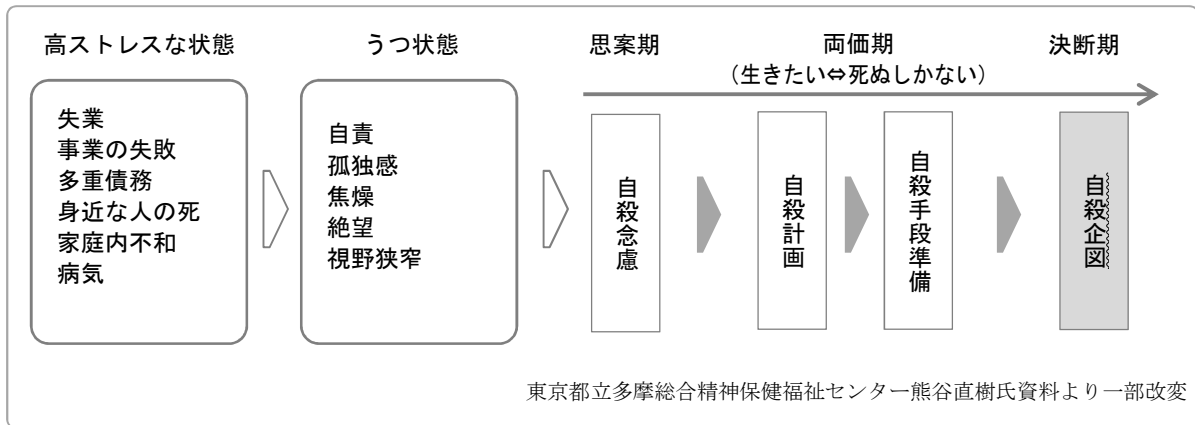 高ストレスな状態
失業
事業の失敗
多重債務
身近な人の死
家庭内不和
病気
うつ状態
自責
孤独感
焦燥
絶望
視野狭窄
思案期
両価期
(生きたい⇔死ぬしかない)
決断期
自殺念慮
自殺計画
自殺手段準備
自殺企図
東京都立多摩総合精神保健福祉センター熊谷直樹氏資料より一部改変